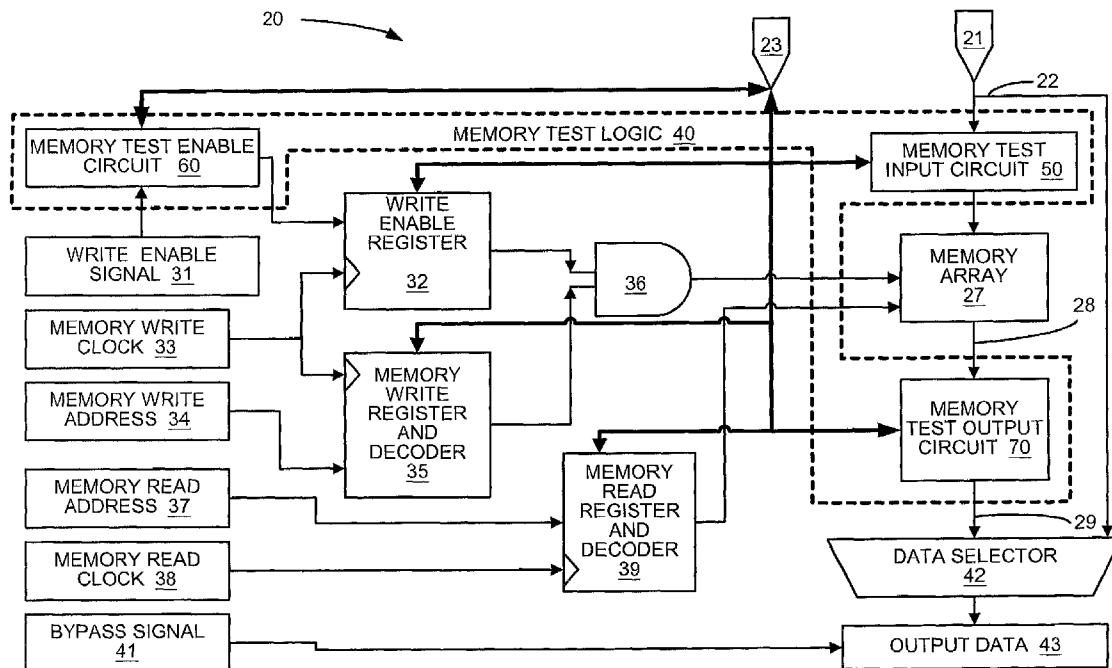 20
23
21
22
MEMORY TEST LOGIC 40
MEMORY TEST ENABLE
CIRCUIT 60
MEMORY TEST
INPUT CIRCUIT 50
WRITE
ENABLE
REGISTER
32
WRITE ENABLE
SIGNAL 31
36
MEMORY
ARRAY
27
28
MEMORY WRITE
CLOCK 33
MEMORY
WRITE
REGISTER
AND
DECODER
35
MEMORY WRITE
ADDRESS 34
MEMORY
TEST OUTPUT
CIRCUIT 70
MEMORY READ
ADDRESS 37
MEMORY
READ
REGISTER
AND
DECODER
39
29
MEMORY READ
CLOCK 38
DATA SELECTOR
42
BYPASS SIGNAL
41
OUTPUT DATA 43